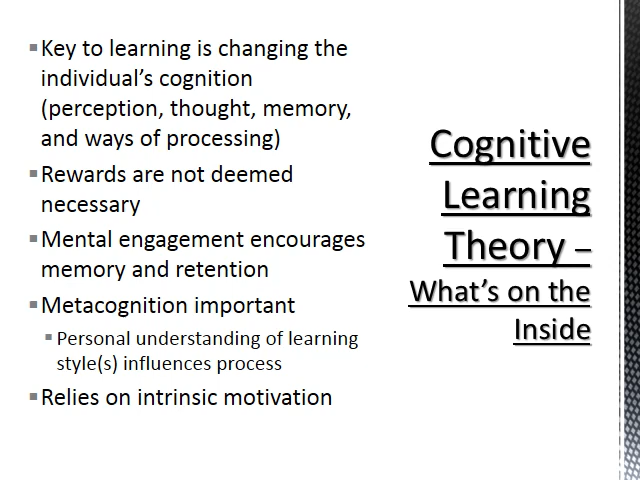 ▪Key to learning is changing the
individual's cognition
(perception, thought, memory,
and ways of processing)
▪Rewards are not deemed
necessary
▪Mental engagement encourages
memory and retention
▪Metacognition important
▪Personal understanding of learning
style(s) influences process
▪Relies on intrinsic motivation
Cognitive
Learning
Theory –
What's on the
Inside